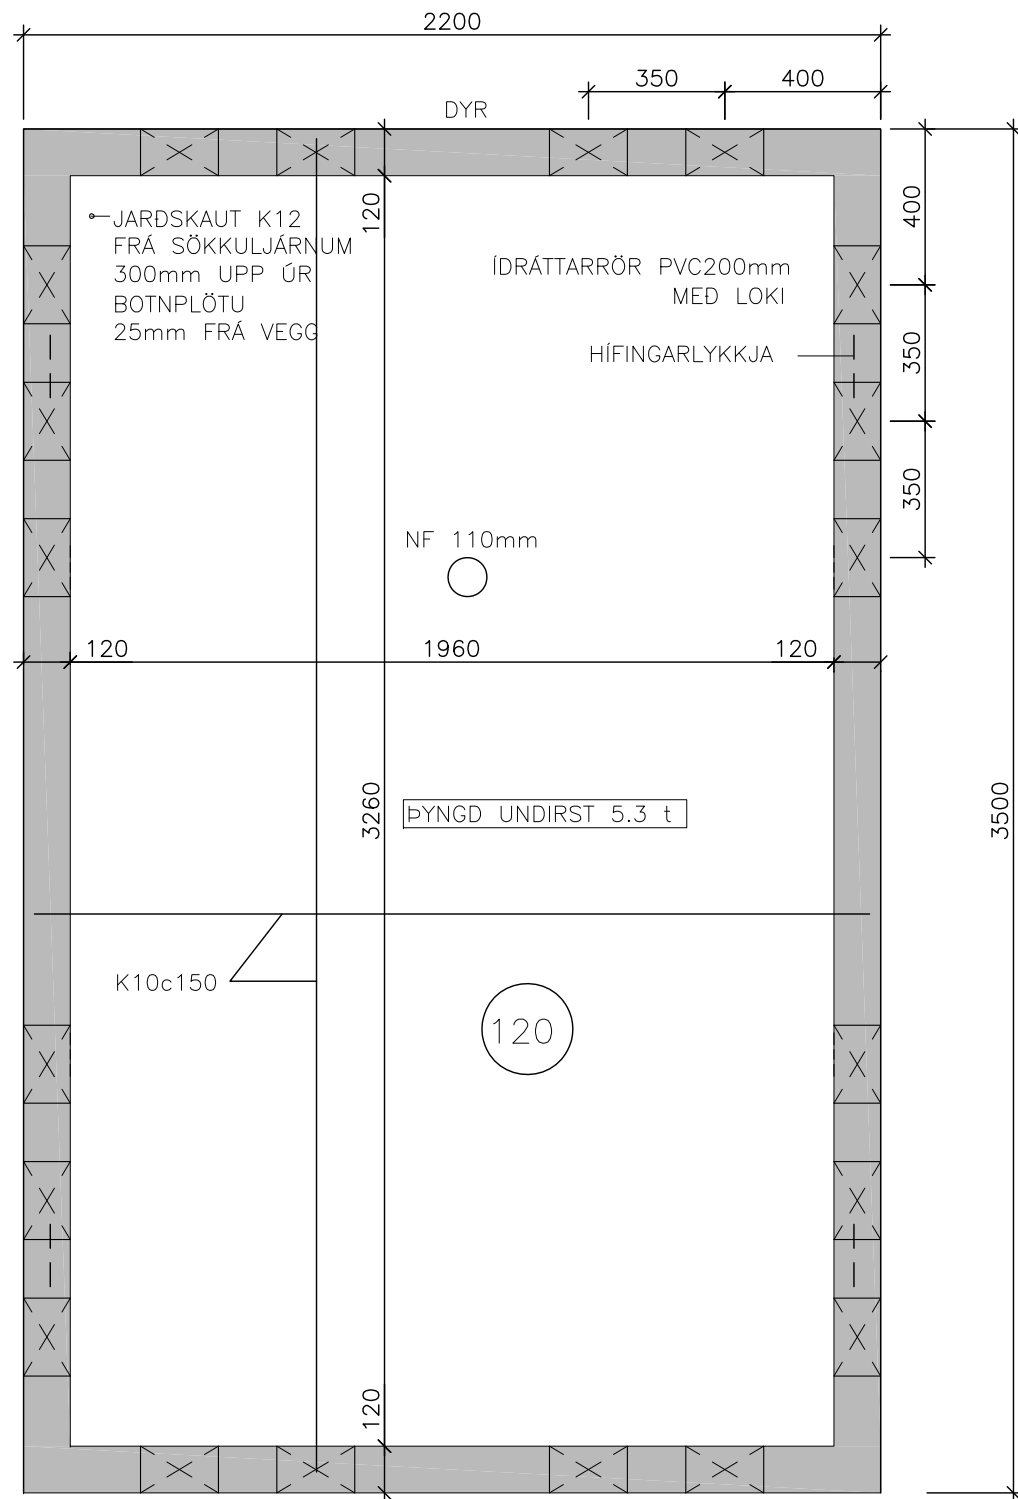 2200
350
400
DYR
120
400
JARÐSKAUT K12
FRÁ SÖKKULJÁRNUM
300mm UPP ÚR
BOTNPLÖTU
25mm FRÁ VEGG
ÍDRÁTTARRÖR PVC200mm
MEÐ LOKI
HÍFINGARLYKKJA
350
350
NF 110mm
120
1960
120
3260
ÞYNGD UNDIRST 5.3 t
3500
K10c150
120
120